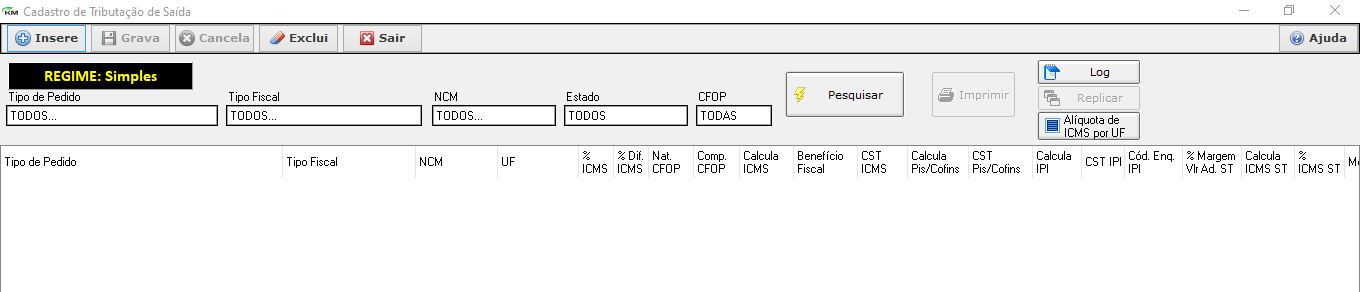 KM Cadastro de Tributação de Saída
Insere Grava Cancela Exclui Sair Ajuda
REGIME: Simples
Tipo de Pedido Tipo Fiscal NCM Estado CFOP
TODOS... TODOS... TODOS... TODOS TODAS
Pesquisar Imprimir
Log
Replicar
Alíquota de
ICMS por UF
Tipo de Pedido Tipo Fiscal NCM UF
%
ICMS
% Dif.
ICMS
Nat.
CFOP
Comp.
CFOP
Calcula
ICMS
Benefício
Fiscal
CST
ICMS
Calcula
Pis/Cofins
CST
Pis/Cofins
Calcula
IPI
CST IPI
Cód. Enq.
IPI
% Margem
Vlr Ad. ST
Calcula
ICMS ST
%
ICMS ST